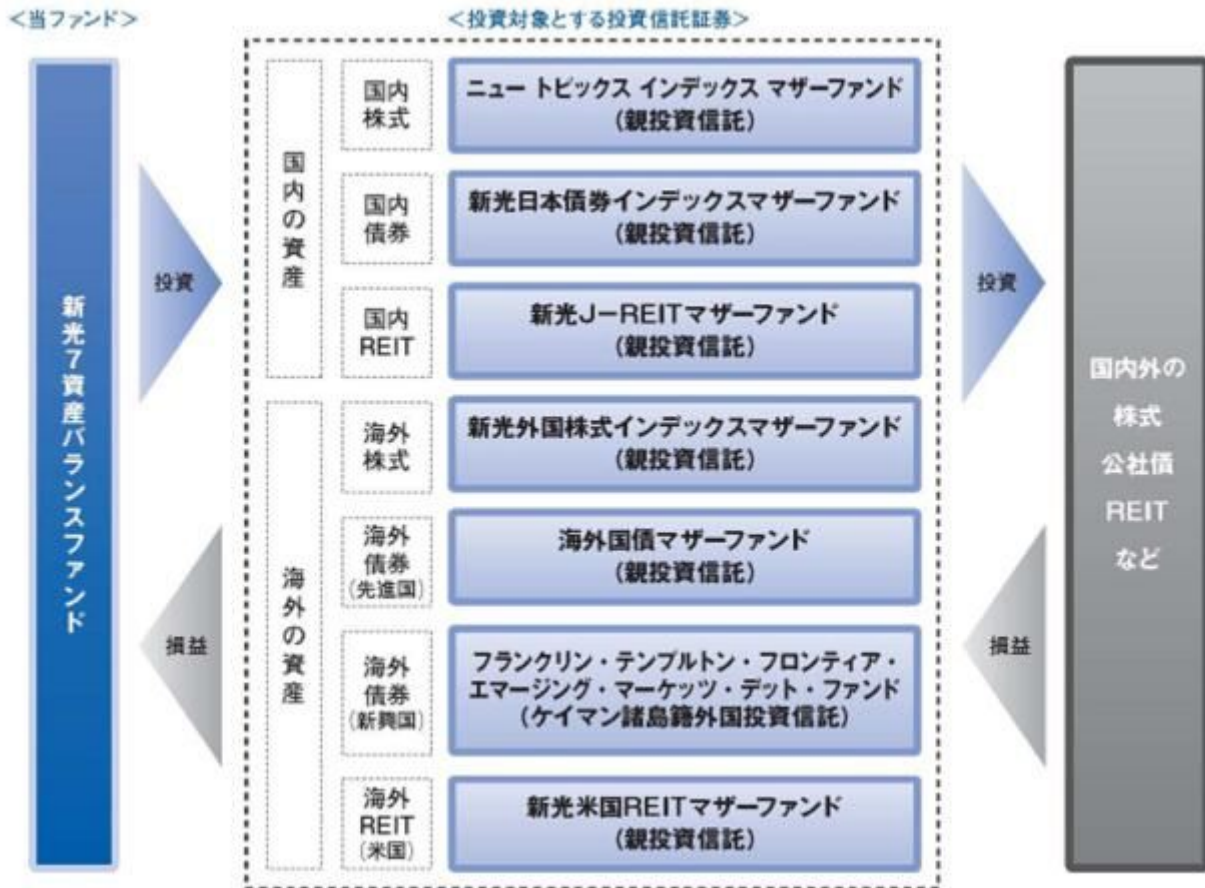 <当ファンド>
<投資対象とする投資信託証券>
新光7資産バランスファンド
投資
損益
国内の資産
国内
株式
ニュー トピックス インデックス マザーファンド
(親投資信託)
国内
債券
新光日本債券インデックスマザーファンド
(親投資信託)
国内
REIT
新光J-REITマザーファンド
(親投資信託)
海外の資産
海外
株式
新光外国株式インデックスマザーファンド
(親投資信託)
海外
債券
(先進国)
海外国債マザーファンド
(親投資信託)
海外
債券
(新興国)
フランクリン・テンプルトン・フロンティア・
エマージング・マーケッツ・デット・ファンド
(ケイマン諸島籍外国投資信託)
海外
REIT
(米国)
新光米国REITマザーファンド
(親投資信託)
投資
損益
国内外の
株式
公社債
REIT
など